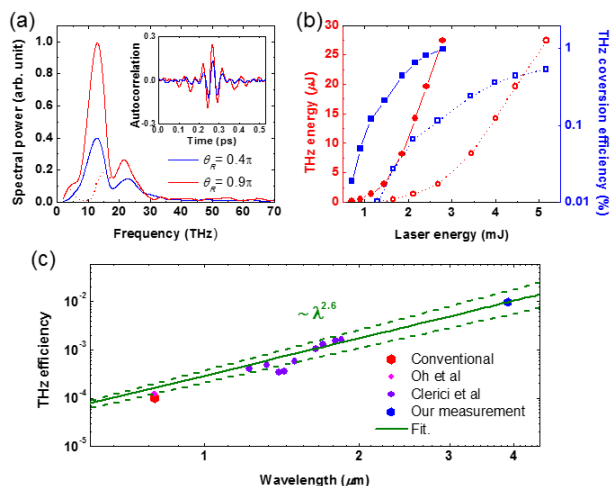 (a)
Spectral power (arb. unit)
1.0
0.8
0.6
0.4
0.2
0.0
0 10 20 30 40 50 60 70
Frequency (THz)
Autocorrelation
0.3
0.0
-0.3
0.0 0.1 0.2 0.3 0.4 0.5
Time (ps)
θR = 0.4π
θR = 0.9π
(b)
THz energy (μJ)
30
25
20
15
10
5
0
1 2 3 4 5
Laser energy (mJ)
1
0.1
0.01
THz coversion efficiency (%)
(c)
THz efficiency
10⁻²
10⁻³
10⁻⁴
10⁻⁵
~ λ^2.6
Conventional
Oh et al
Clerici et al
Our measurement
Fit.
1 2 3 4
Wavelength (μm)